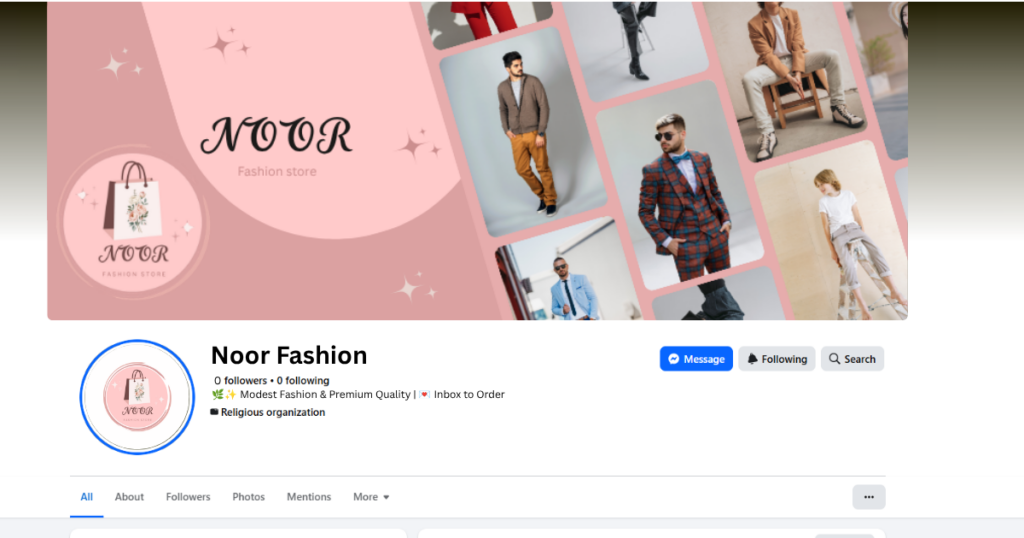 NOOR
Fashion store
NOOR
FASHION STORE
Noor Fashion
0 followers • 0 following
🌿✨ Modest Fashion & Premium Quality | 💌 Inbox to Order
Religious organization
Message
Following
Search
NOOR
All
About
Followers
Photos
Mentions
More